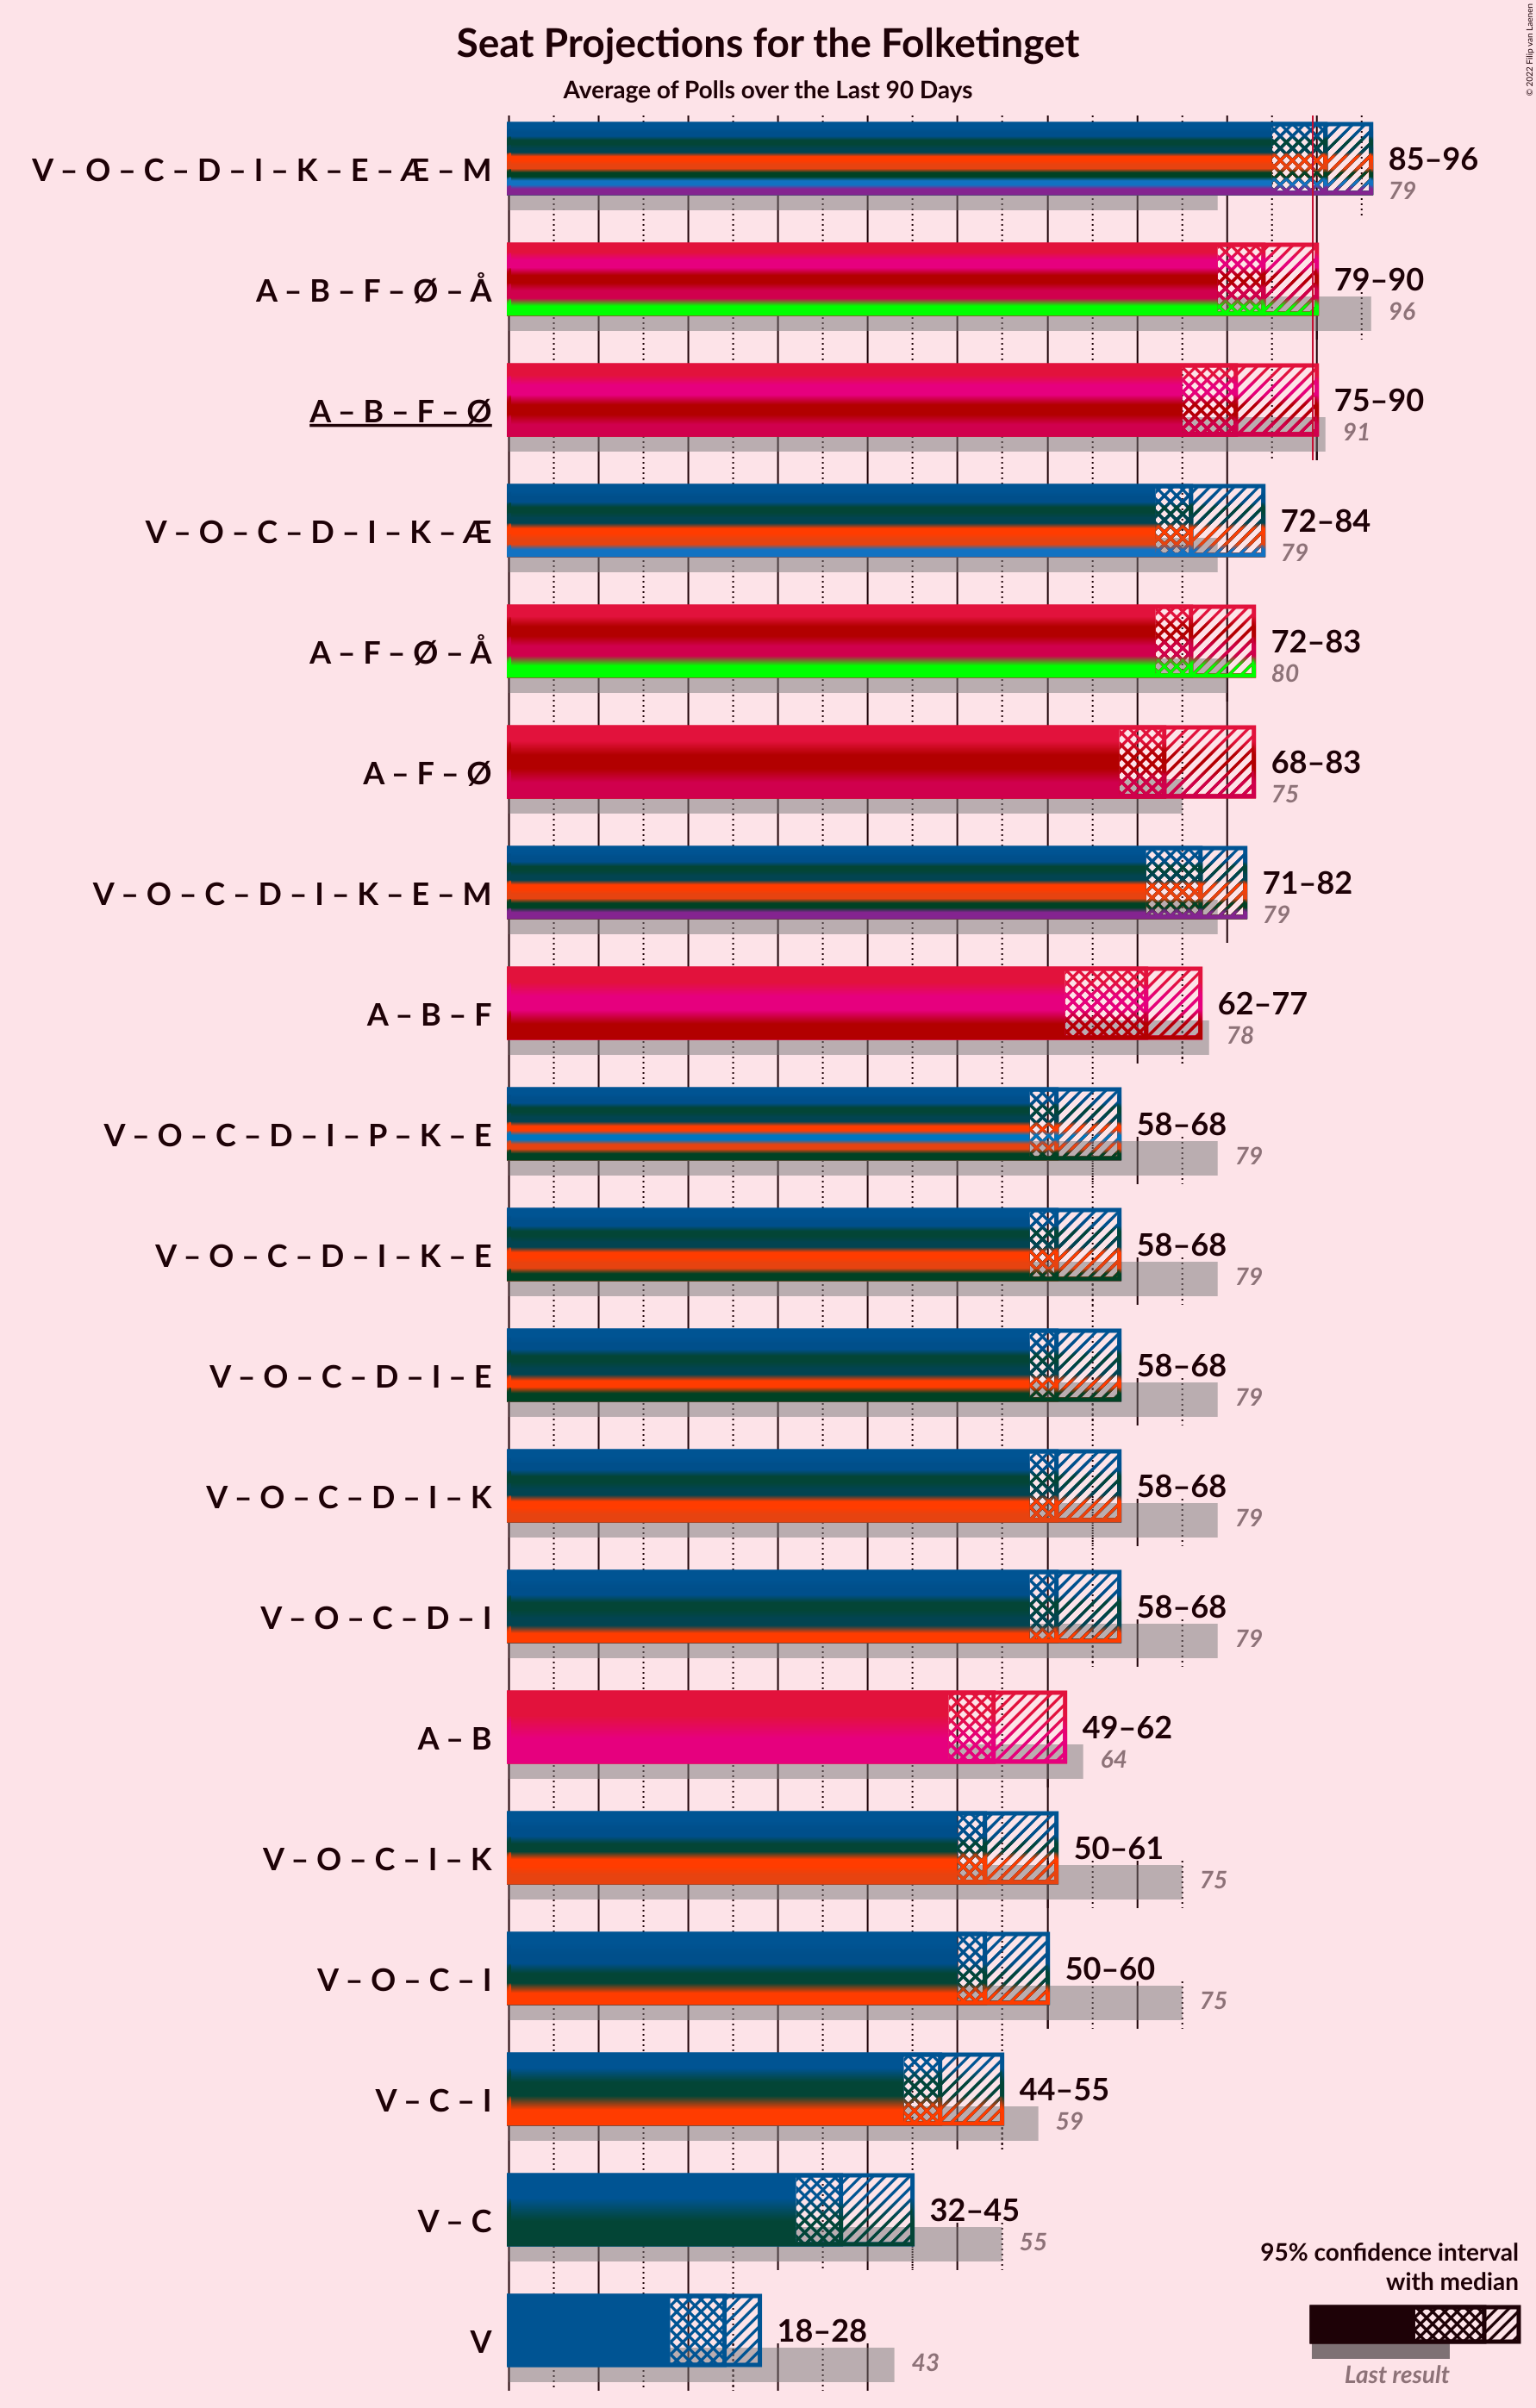 Seat Projections for the Folketinget
Average of Polls over the Last 90 Days
© 2022 Filip van Laenen
V – O – C – D – I – K – E – Æ – M
85–96
79
A – B – F – Ø – Å
79–90
96
A – B – F – Ø
75–90
91
V – O – C – D – I – K – Æ
72–84
79
A – F – Ø – Å
72–83
80
A – F – Ø
68–83
75
V – O – C – D – I – K – E – M
71–82
79
A – B – F
62–77
78
V – O – C – D – I – P – K – E
58–68
79
V – O – C – D – I – K – E
58–68
79
V – O – C – D – I – E
58–68
79
V – O – C – D – I – K
58–68
79
V – O – C – D – I
58–68
79
A – B
49–62
64
V – O – C – I – K
50–61
75
V – O – C – I
50–60
75
V – C – I
44–55
59
V – C
32–45
55
V
18–28
43
95% confidence interval
with median
Last result